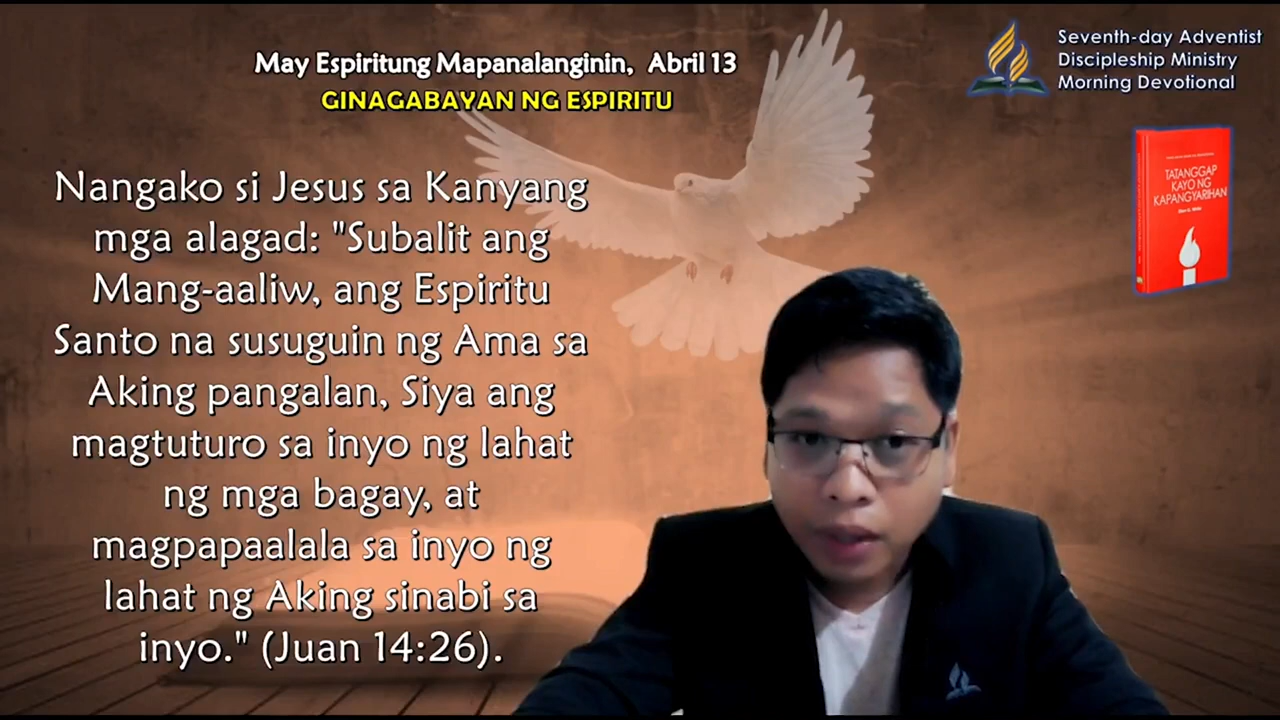 May Espiritung Mapanalanginin, Abril 13
GINAGABAYAN NG ESPIRITU
Seventh-day Adventist
Discipleship Ministry
Morning Devotional
Nangako si Jesus sa Kanyang
mga alagad: "Subalit ang
Mang-aaliw, ang Espiritu
Santo na susuguin ng Ama sa
Aking pangalan, Siya ang
magtuturo sa inyo ng lahat
ng mga bagay, at
magpapaalala sa inyo ng
lahat ng Aking sinabi sa
inyo." (Juan 14:26).
TATANGGAP
KAYO NG
KAPANGYARIHAN